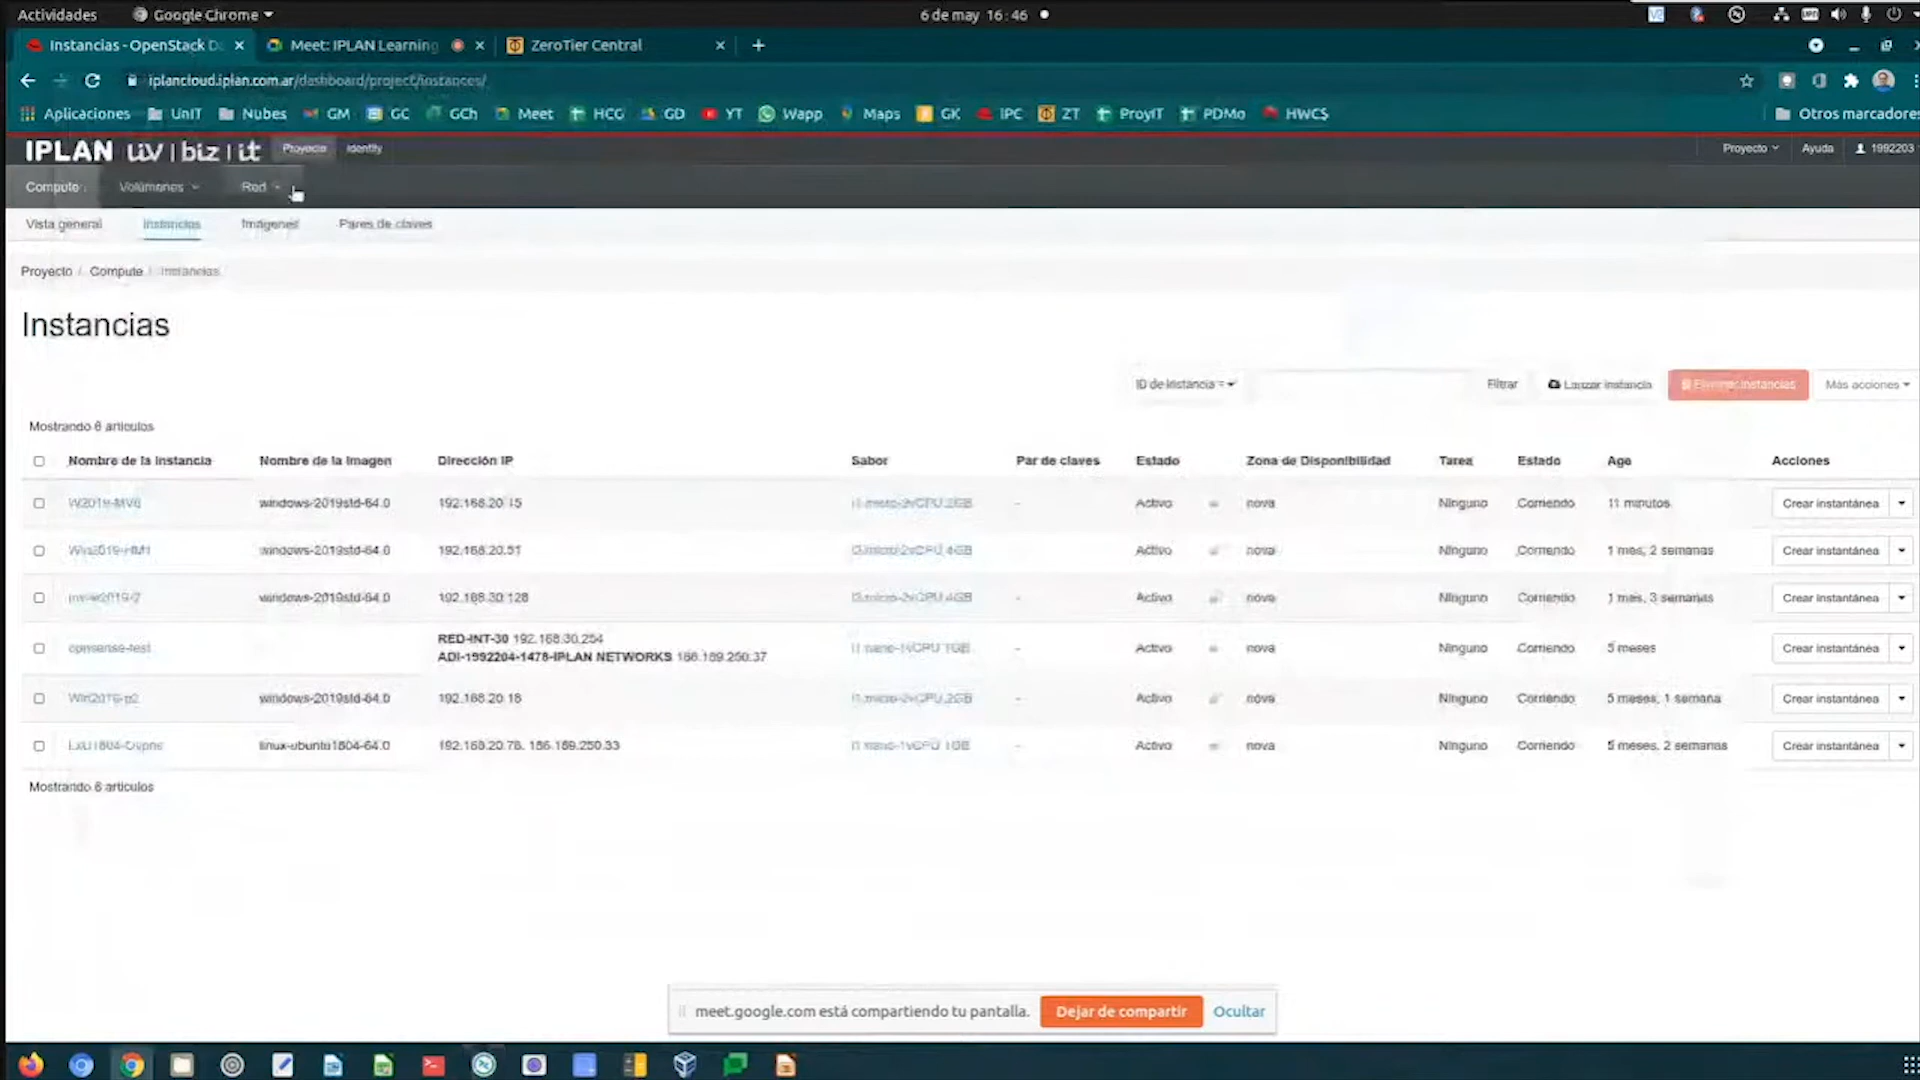 Actividades Google Chrome 6 de may 16:46
Instancias - OpenStack D Meet: IPLAN Learning ZeroTier Central
iplancloud.iplan.com.ar/dashboard/project/instances/
Aplicaciones UnIT Nubes GM GC GCh Meet HCG GD YT Wapp Maps GK IPC ZT ProyIT PDMo HWCS Otros marcadores
IPLAN liv | biz | it Proyecto Identity Proyecto Ayuda 1992203
Compute Volúmenes Red
Vista general Instancias Imágenes Pares de claves
Proyecto / Compute / Instancias
Instancias
ID de Instancia = Filtrar Lanzar instancia Eliminar instancias Más acciones
Mostrando 6 artículos
Nombre de la instancia Nombre de la Imagen Dirección IP Sabor Par de claves Estado Zona de Disponibilidad Tarea Estado Age Acciones
W2019-MV6 windows-2019std-64.0 192.168.20.15 Activo nova Ninguno Corriendo 11 minutos Crear instantánea
windows-2019std-64.0 192.168.20.51 Activo nova Ninguno Corriendo 1 mes, 2 semanas Crear instantánea
windows-2019std-64.0 192.168.30.128 - Activo nova Ninguno Corriendo 1 mes, 3 semanas Crear instantánea
opnsense-test RED-INT-30 192.168.30.254 - Activo nova Ninguno Corriendo 5 meses Crear instantánea
ADI-1992204-1478-IPLAN NETWORKS 186.189.250.37
windows-2019std-64.0 192.168.20.18 - Activo nova Ninguno Corriendo 5 meses, 1 semana Crear instantánea
linux-ubuntu1804-64.0 192.168.20.78, 186.189.250.33 - Activo nova Ninguno Corriendo 5 meses, 2 semanas Crear instantánea
Mostrando 6 artículos
meet.google.com está compartiendo tu pantalla. Dejar de compartir Ocultar